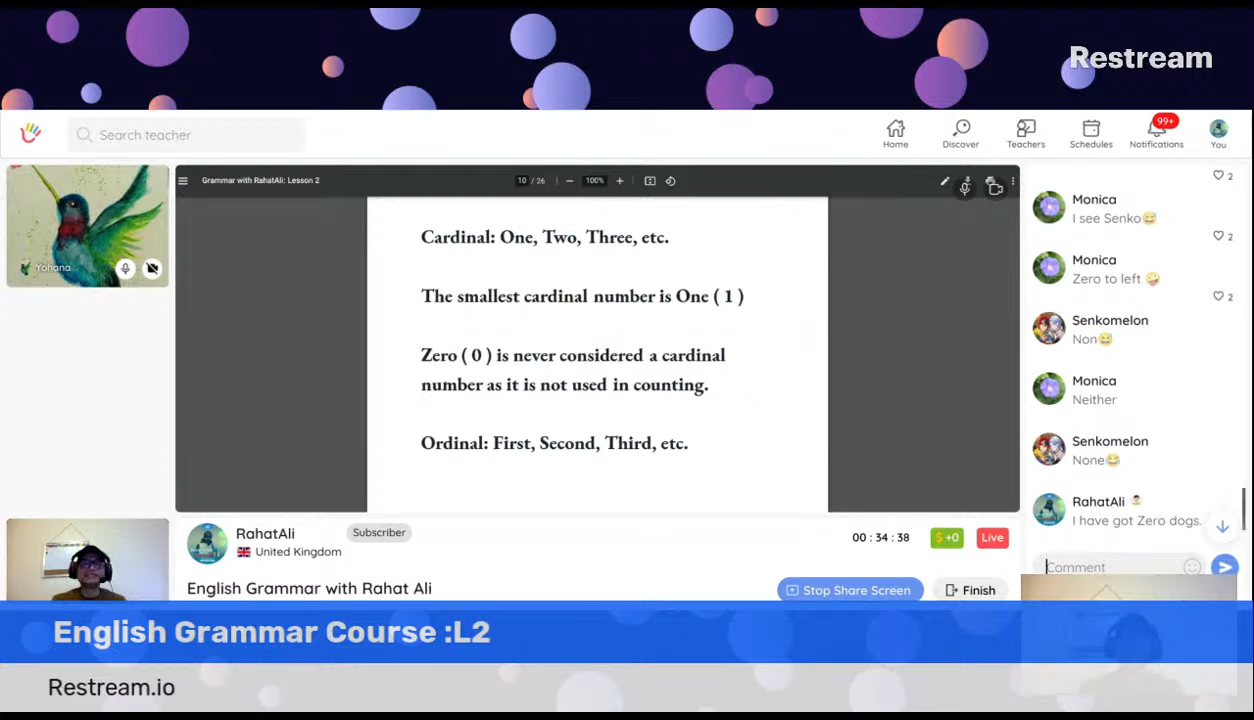 Restream
Search teacher
Home
Discover
Teachers
Schedules
99+
Notifications
You
Grammar with RahatAli: Lesson 2
10 / 26
100%
Yohana
Cardinal: One, Two, Three, etc.
The smallest cardinal number is One ( 1 )
Zero ( 0 ) is never considered a cardinal
number as it is not used in counting.
Ordinal: First, Second, Third, etc.
2
Monica
I see Senko😅
2
Monica
Zero to left 🤪
2
Senkomelon
Non😅
Monica
Neither
Senkomelon
None😂
RahatAli
I have got Zero dogs.
Comment
RahatAli
Subscriber
United Kingdom
00 : 34 : 38
$ +0
Live
English Grammar with Rahat Ali
Stop Share Screen
Finish
English Grammar Course :L2
Restream.io